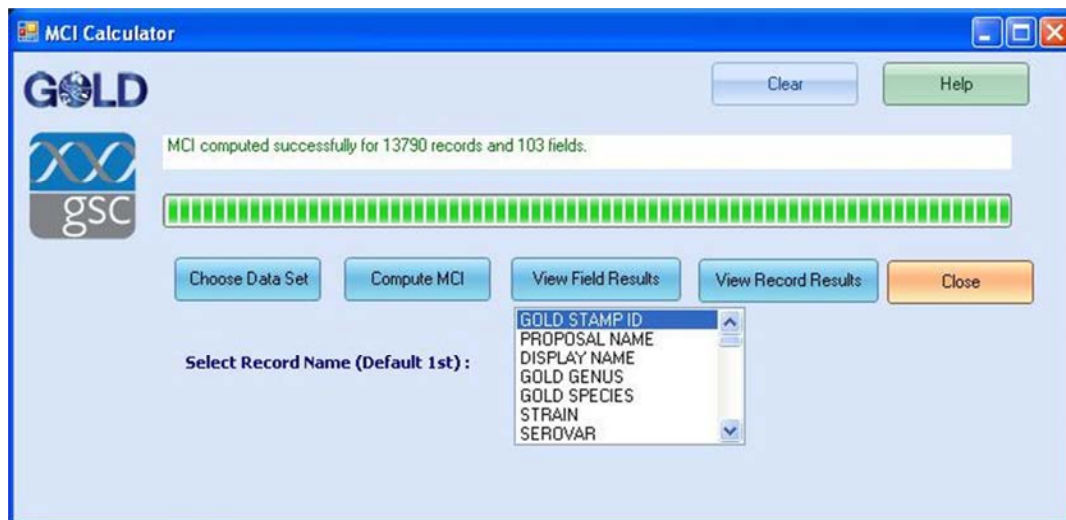 MCI Calculator
GOLD
Clear
Help
MCI computed successfully for 13790 records and 103 fields.
gsc
Choose Data Set
Compute MCI
View Field Results
View Record Results
Close
Select Record Name (Default 1st) :
GOLD STAMP ID
PROPOSAL NAME
DISPLAY NAME
GOLD GENUS
GOLD SPECIES
STRAIN
SEROVAR